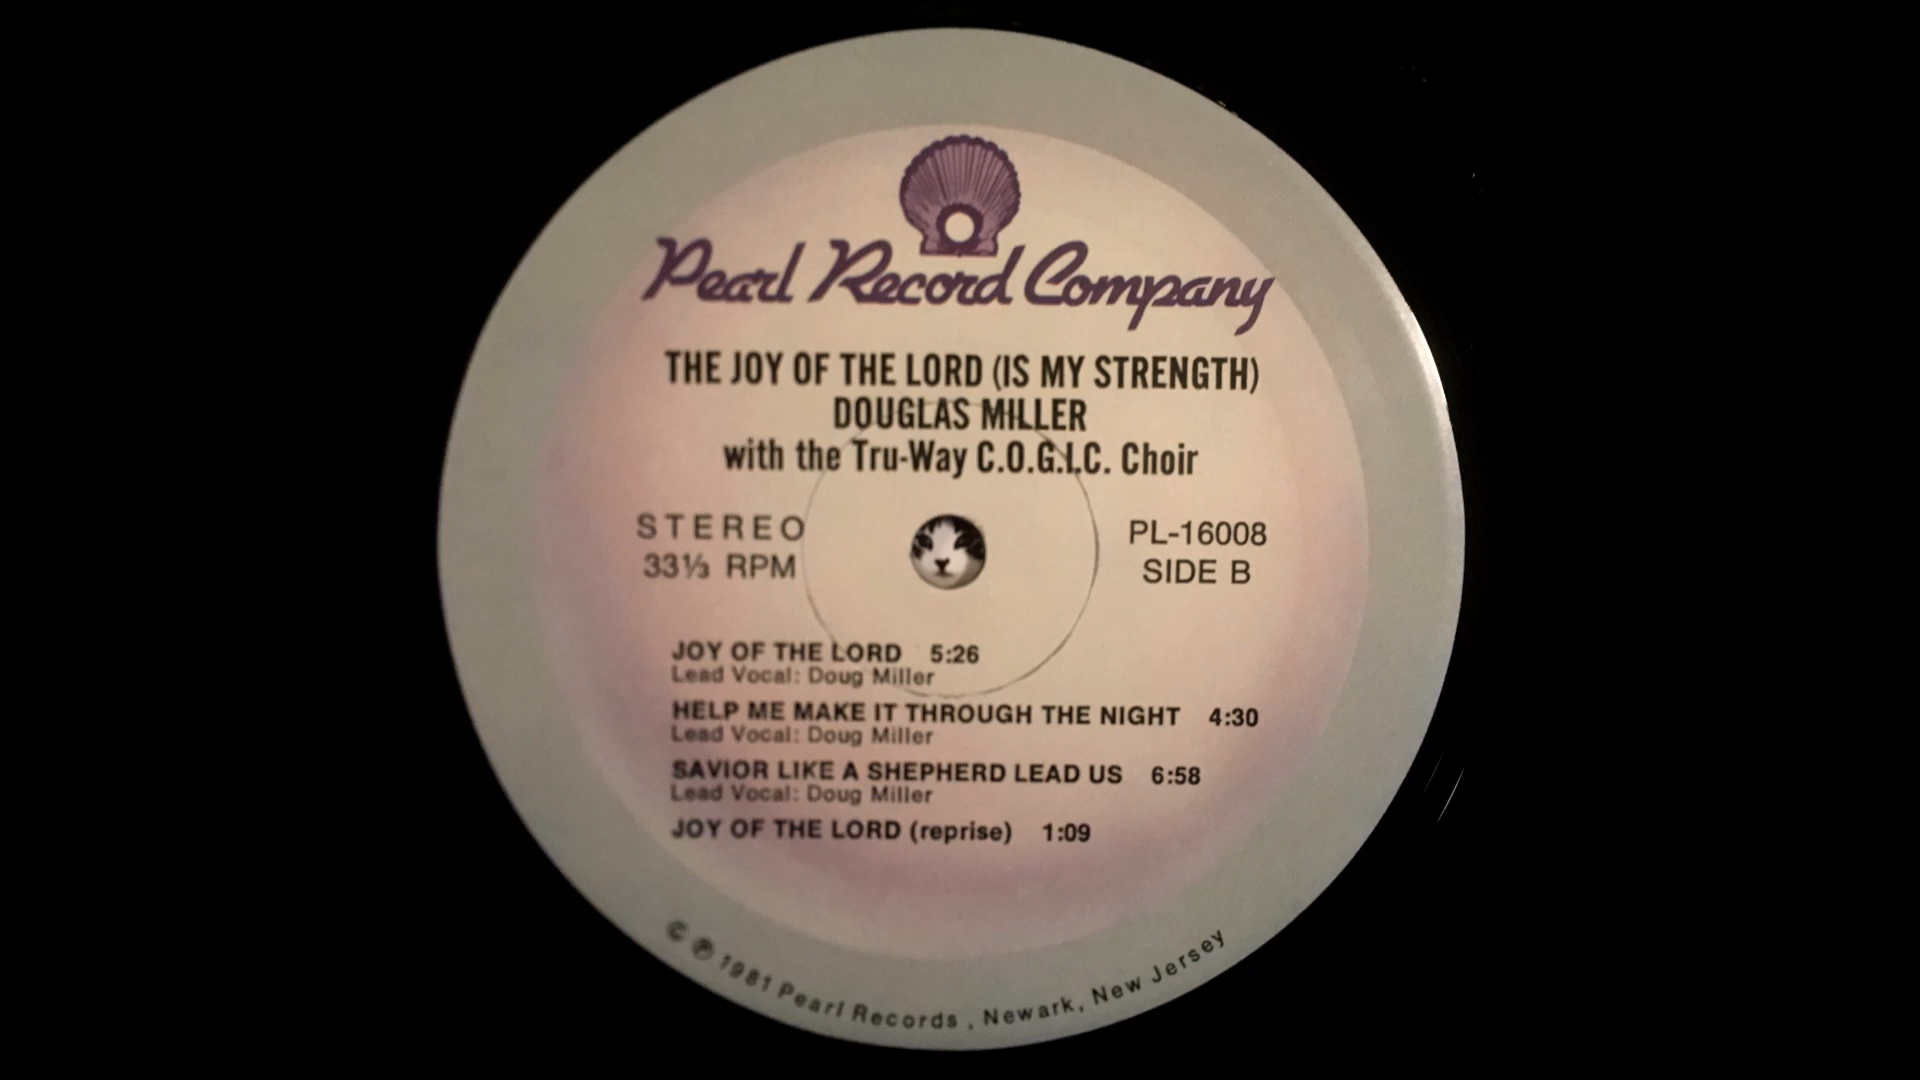 Pearl Record Company
THE JOY OF THE LORD (IS MY STRENGTH)
DOUGLAS MILLER
with the Tru-Way C.O.G.I.C. Choir
STEREO
33⅓ RPM
PL-16008
SIDE B
JOY OF THE LORD 5:26
Lead Vocal: Doug Miller
HELP ME MAKE IT THROUGH THE NIGHT 4:30
Lead Vocal: Doug Miller
SAVIOR LIKE A SHEPHERD LEAD US 6:58
Lead Vocal: Doug Miller
JOY OF THE LORD (reprise) 1:09
© ℗ 1981 Pearl Records, Newark, New Jersey